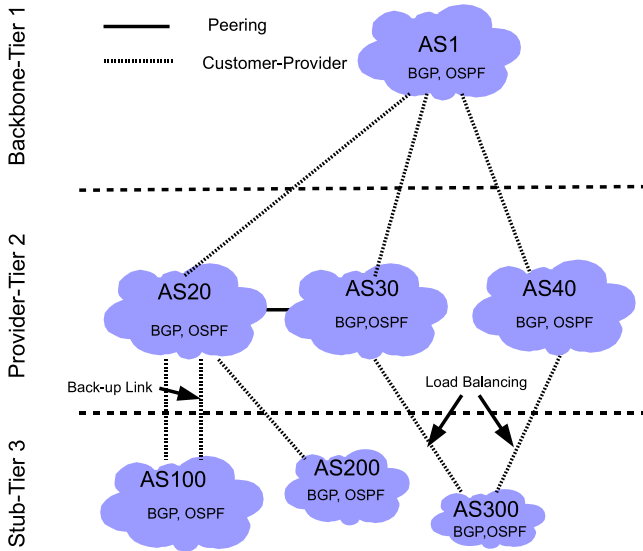 Backbone-Tier 1
Peering
Customer-Provider
AS1
BGP, OSPF
Provider-Tier 2
AS20
BGP, OSPF
AS30
BGP,OSPF
AS40
BGP, OSPF
Back-up Link
Load Balancing
Stub-Tier 3
AS100
BGP, OSPF
AS200
BGP, OSPF
AS300
BGP,OSPF